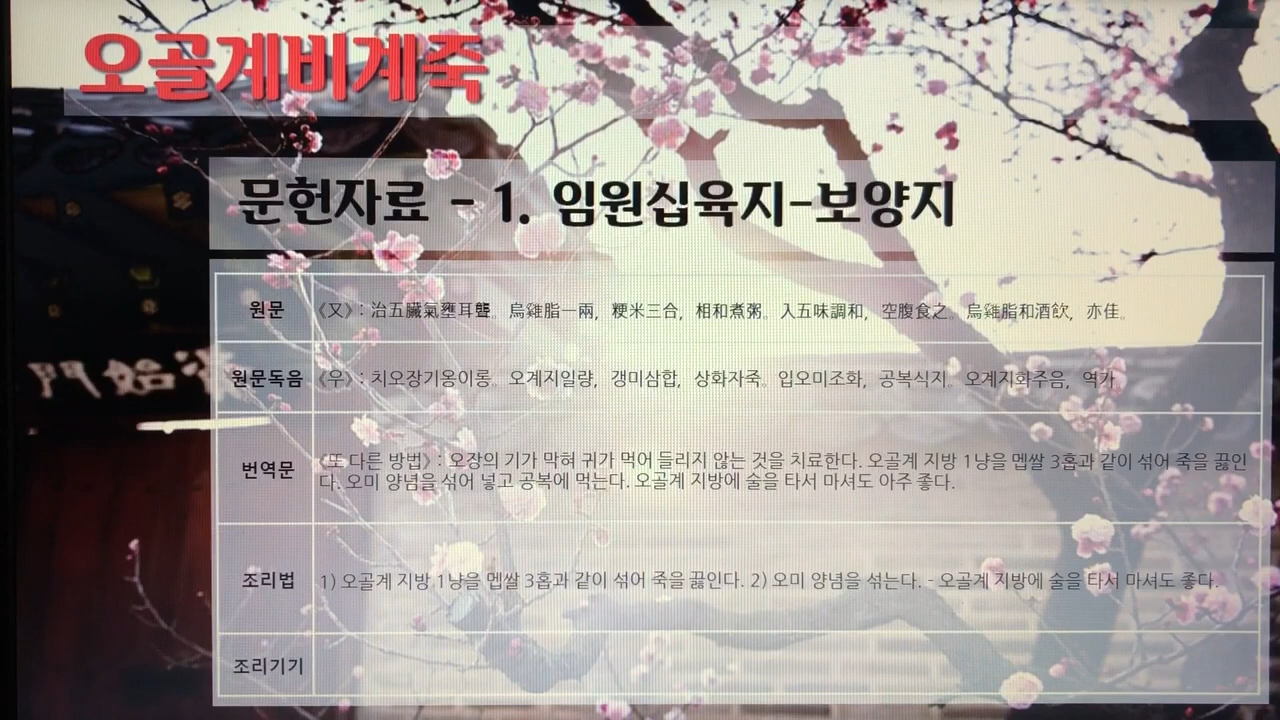 오골계비계죽
문헌자료 - 1. 임원십육지-보양지
원문 《又》: 治五臟氣壅耳聾。烏雞脂一兩, 粳米三合, 相和煮粥。入五味調和, 空腹食之。烏雞脂和酒飮, 亦佳。
원문독음 《우》: 치오장기옹이롱。오계지일량, 갱미삼합, 상화자죽。입오미조화, 공복식지。오계지화주음, 역가
번역문 《또 다른 방법》: 오장의 기가 막혀 귀가 먹어 들리지 않는 것을 치료한다. 오골계 지방 1냥을 멥쌀 3홉과 같이 섞어 죽을 끓인
다. 오미 양념을 섞어 넣고 공복에 먹는다. 오골계 지방에 술을 타서 마셔도 아주 좋다.
조리법 1) 오골계 지방 1냥을 멥쌀 3홉과 같이 섞어 죽을 끓인다. 2) 오미 양념을 섞는다. - 오골계 지방에 술을 타서 마셔도 좋다.
조리기기
門始